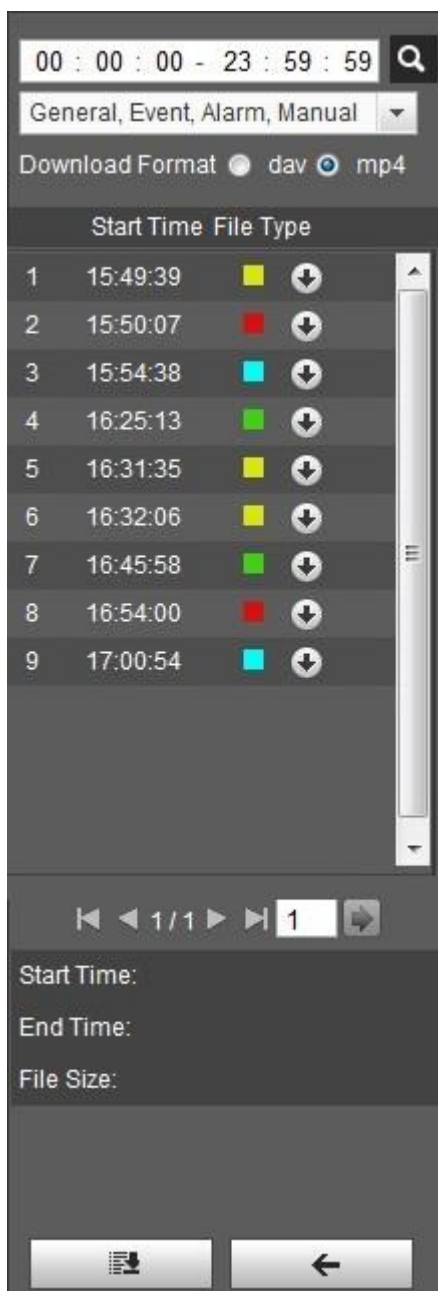 00 : 00 : 00 - 23 : 59 : 59
General, Event, Alarm, Manual
Download Format dav mp4
Start Time File Type
1 15:49:39
2 15:50:07
3 15:54:38
4 16:25:13
5 16:31:35
6 16:32:06
7 16:45:58
8 16:54:00
9 17:00:54
1/1 1
Start Time:
End Time:
File Size: